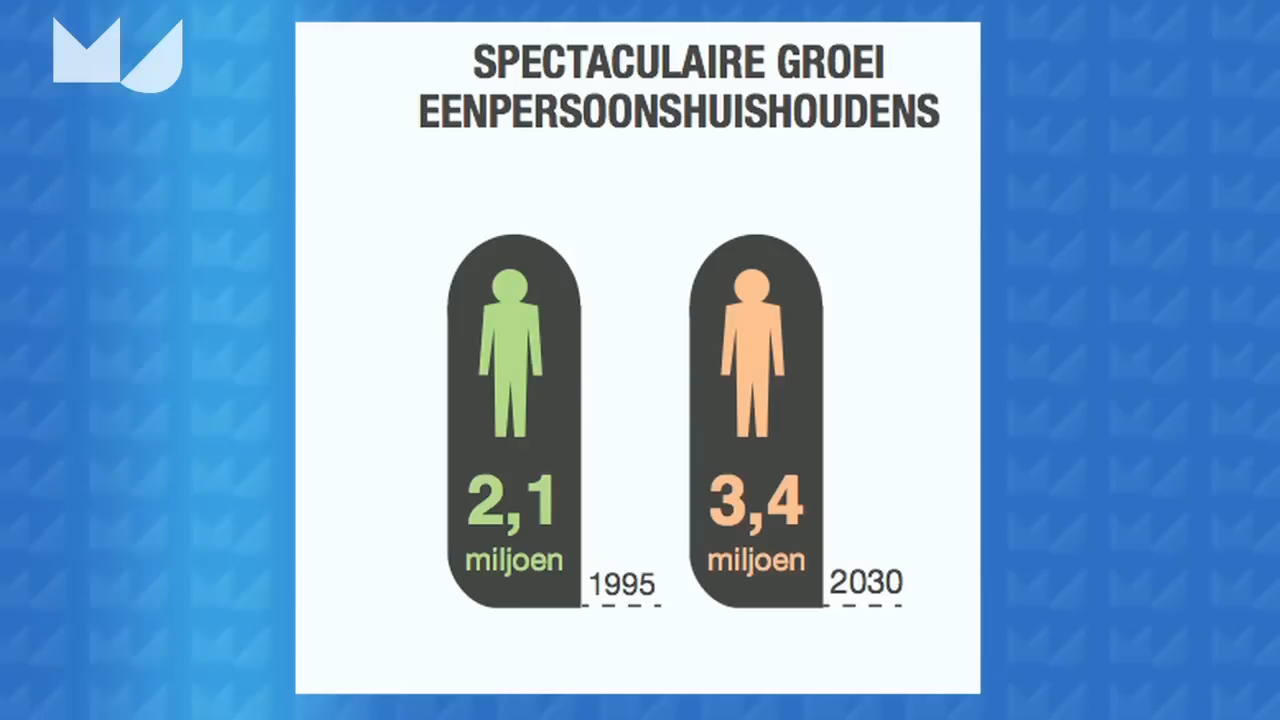 SPECTACULAIRE GROEI
EENPERSOONSHUISHOUDENS
2,1
miljoen
1995
3,4
miljoen
2030